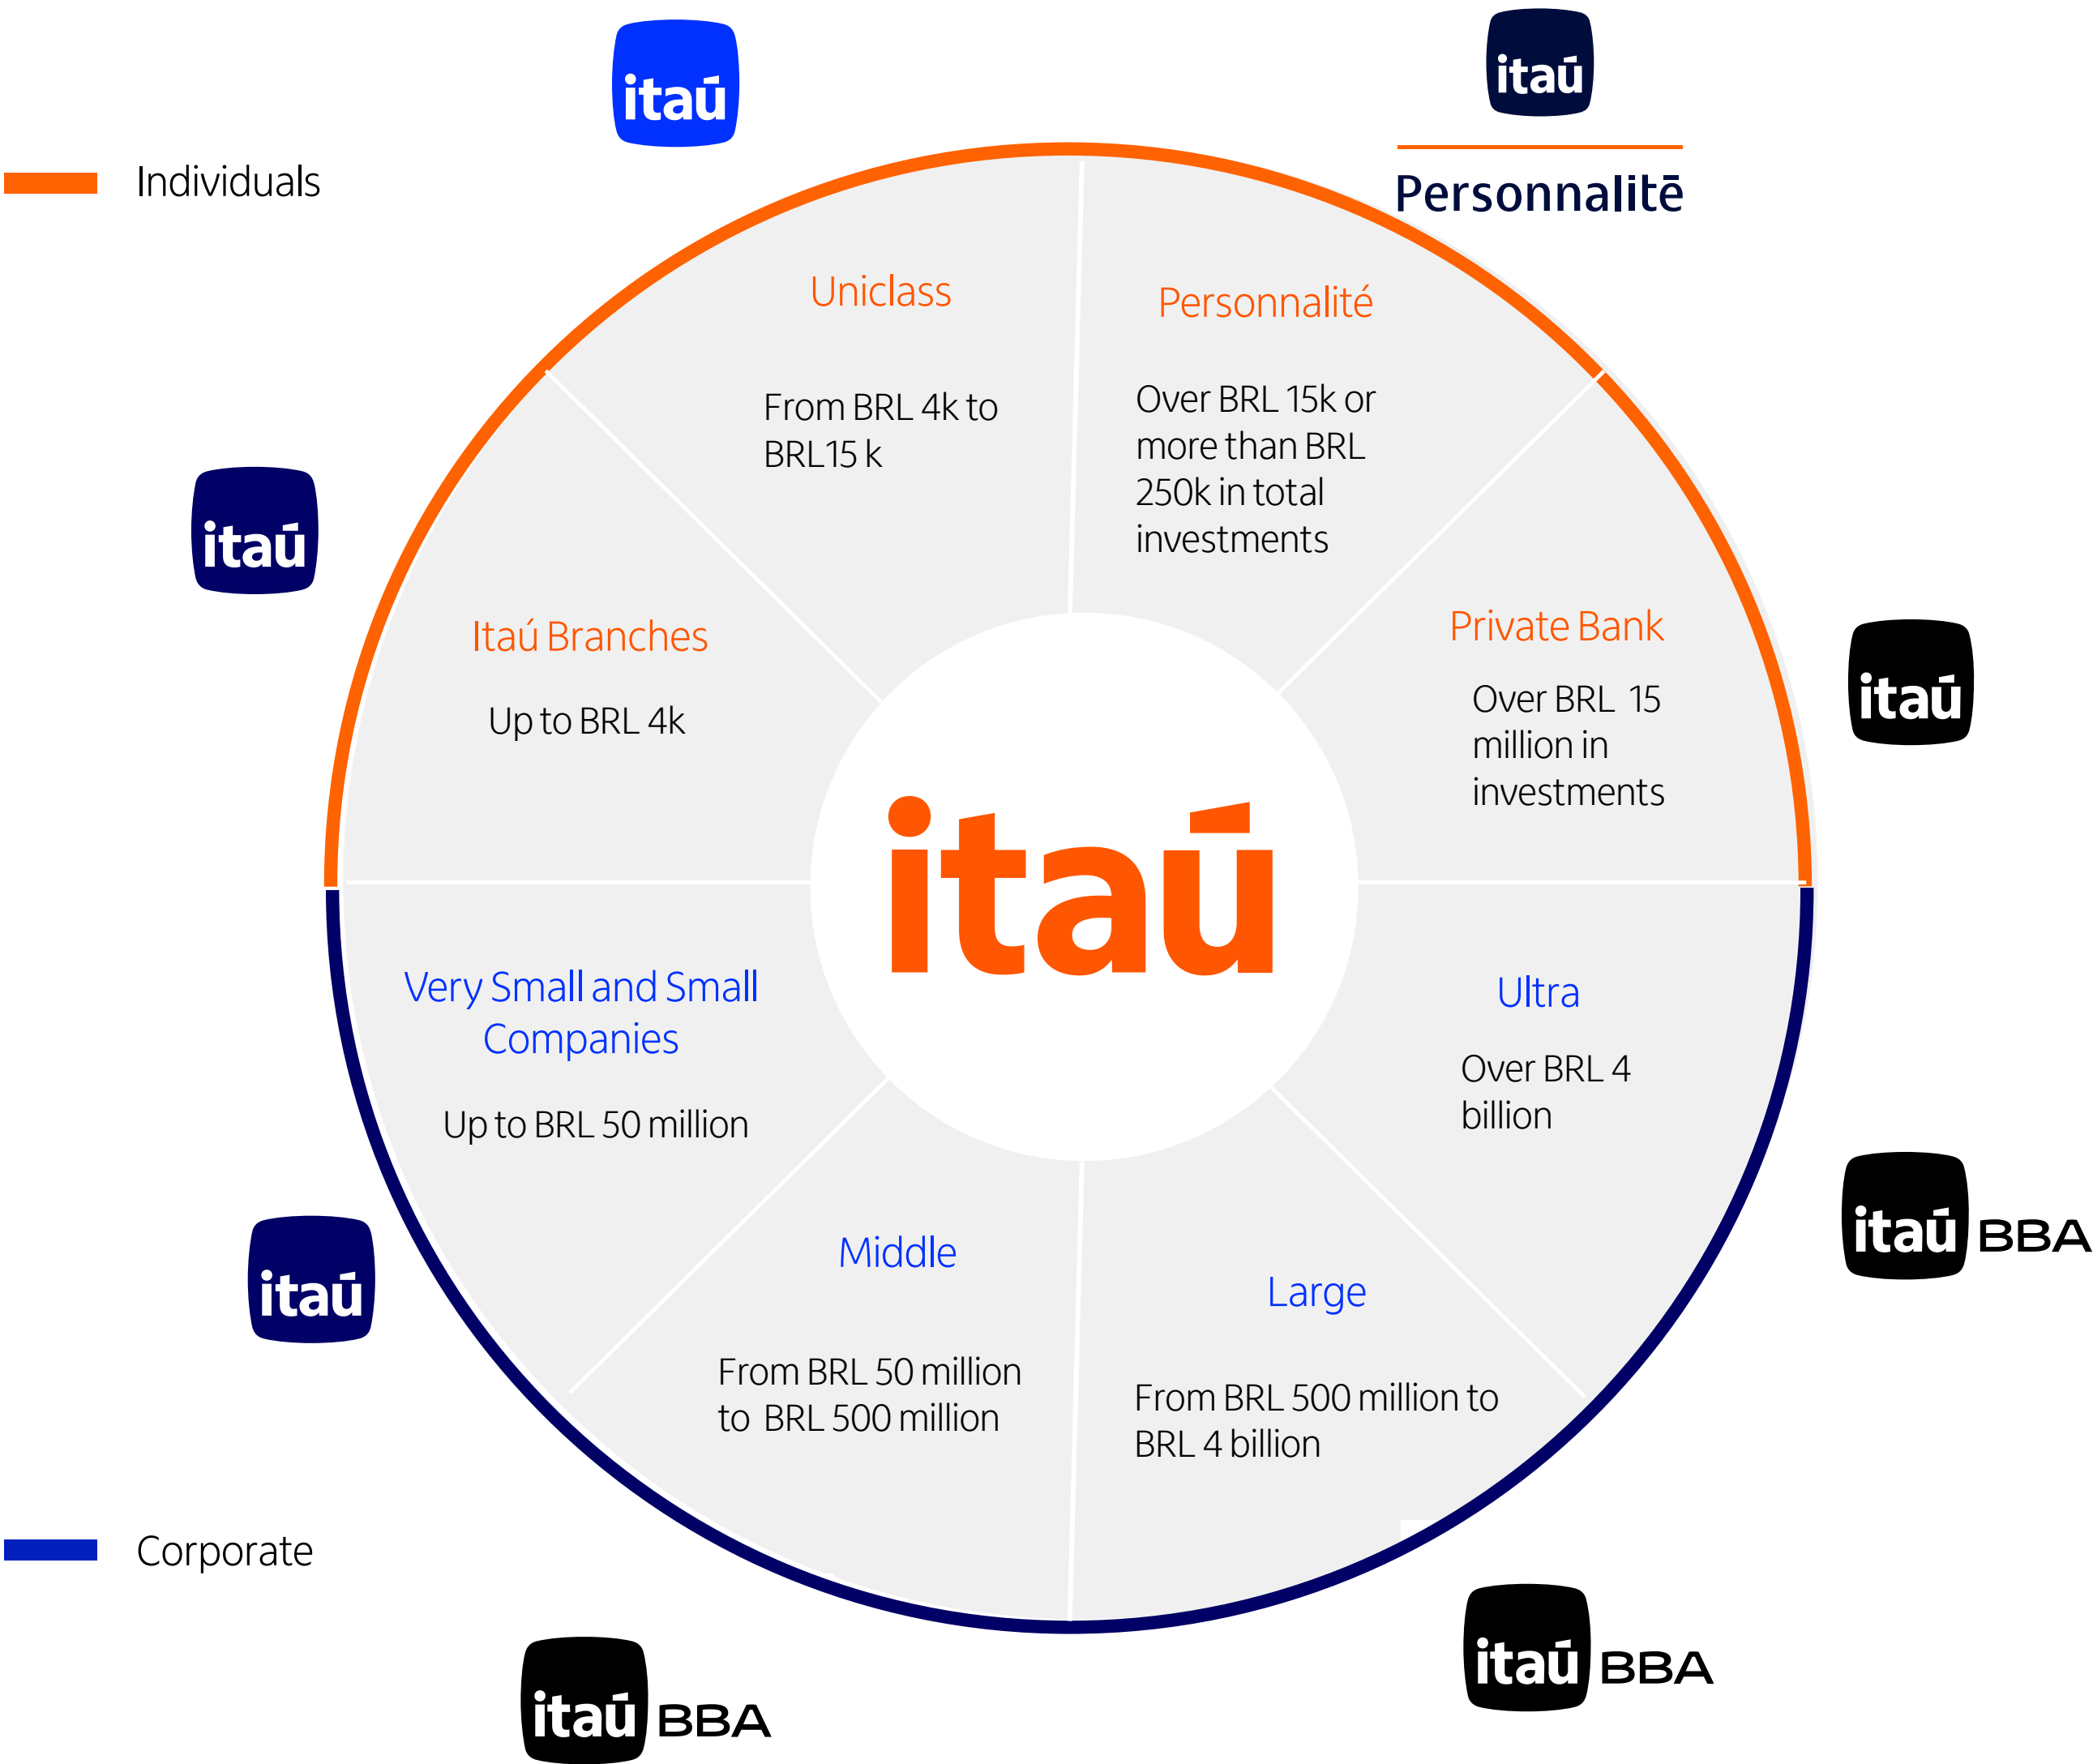 itaú
itaú
Personnalitē
Individuals
Uniclass
From BRL 4k to
BRL15 k
Personnalité
Over BRL 15k or
more than BRL
250k in total
investments
itaú
Itaú Branches
Up to BRL 4k
Private Bank
Over BRL  15
million in
investments
itaú
itaú
Very Small and Small
Companies
Up to BRL 50 million
Ultra
Over BRL 4
billion
itaú BBA
itaú
Middle
From BRL 50 million
to  BRL 500 million
Large
From BRL 500 million to
BRL 4 billion
Corporate
itaú BBA
itaú BBA